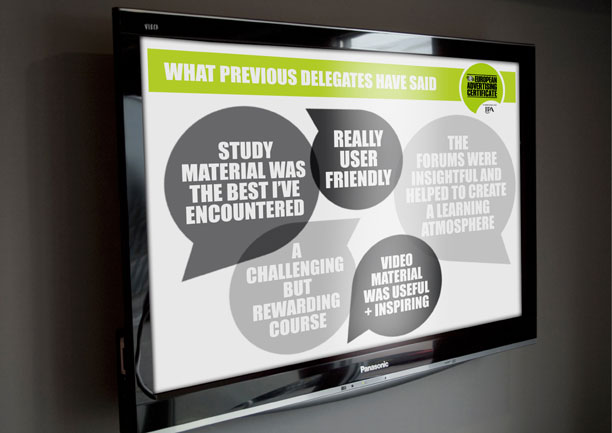 VIERA
WHAT PREVIOUS DELEGATES HAVE SAID
EUROPEAN
ADVERTISING
CERTIFICATE
STUDY
MATERIAL WAS
THE BEST I'VE
ENCOUNTERED
REALLY
USER
FRIENDLY
THE
FORUMS WERE
INSIGHTFUL AND
HELPED TO CREATE
A LEARNING
ATMOSPHERE
A
CHALLENGING
BUT
REWARDING
COURSE
VIDEO
MATERIAL
WAS USEFUL
+ INSPIRING
Panasonic